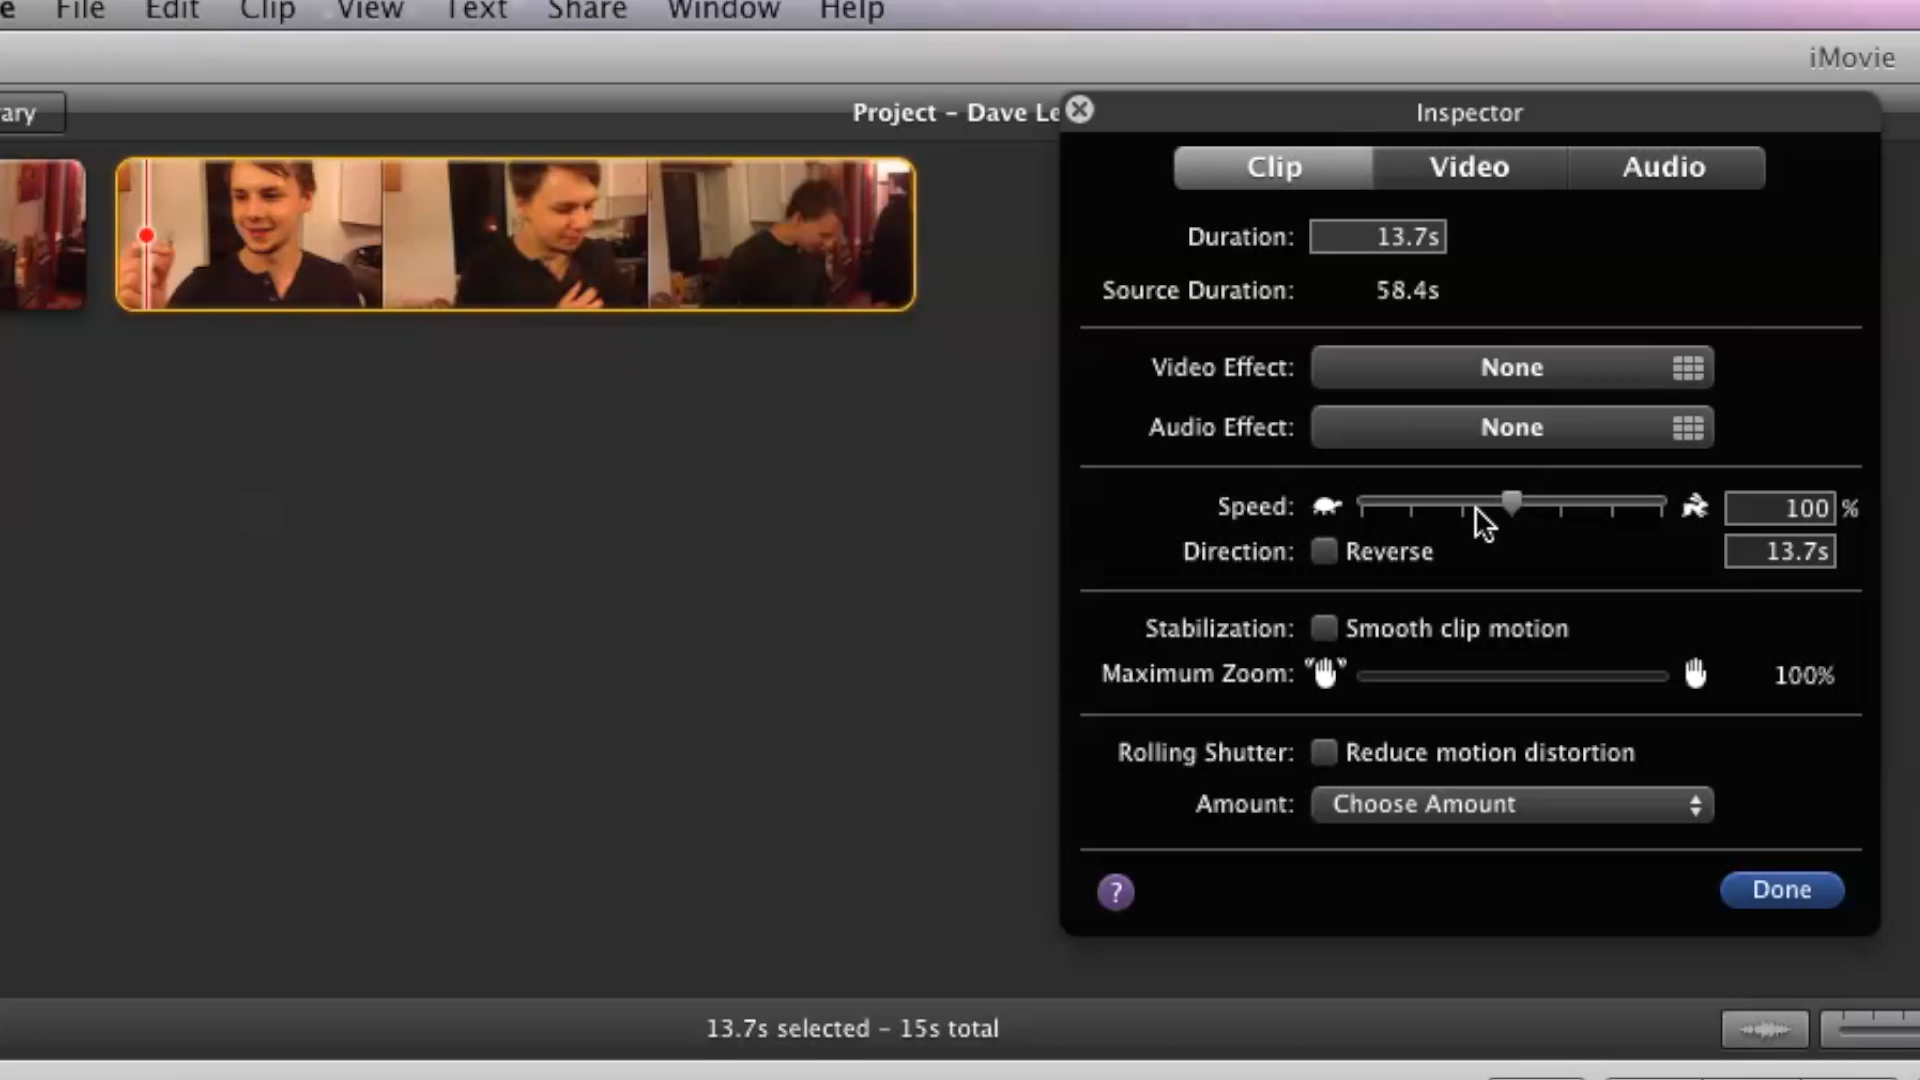 e File Edit Clip View Text Share Window Help
iMovie
ary
Project - Dave Le
Inspector
Clip Video Audio
Duration: 13.7s
Source Duration: 58.4s
Video Effect: None
Audio Effect: None
Speed: 100 %
Direction: Reverse 13.7s
Stabilization: Smooth clip motion
Maximum Zoom: 100%
Rolling Shutter: Reduce motion distortion
Amount: Choose Amount
? Done
13.7s selected - 15s total